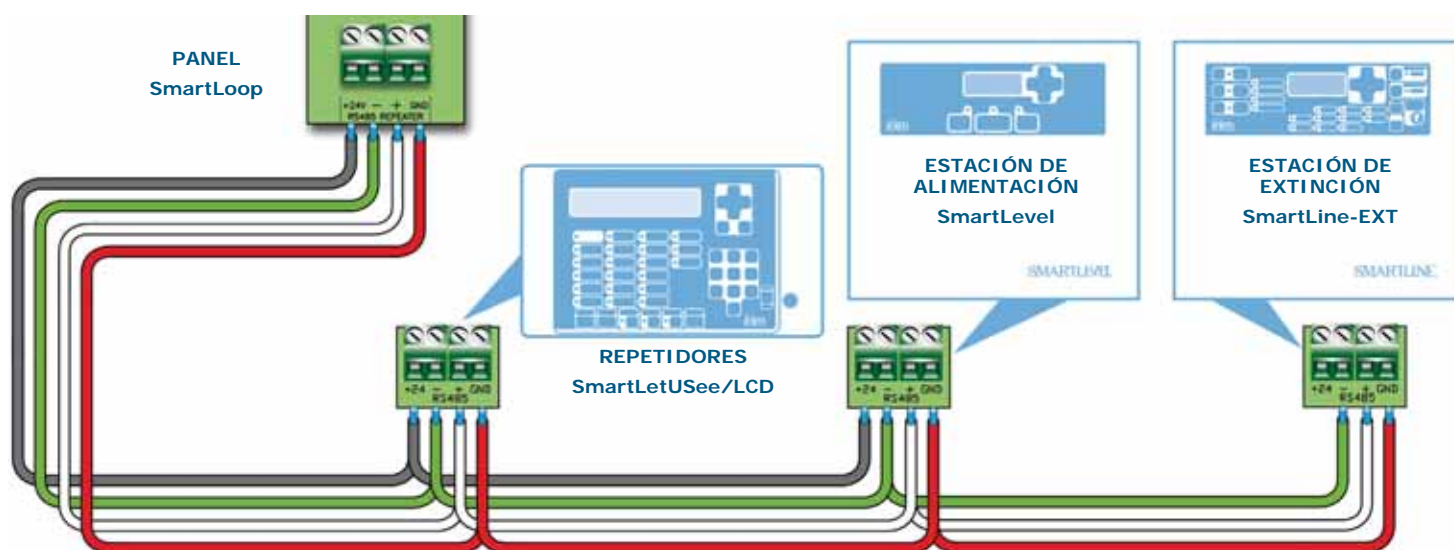 PANEL
SmartLoop
+24V – + GND
RS485 REPEATER
REPETIDORES
SmartLetUSee/LCD
ESTACIÓN DE
ALIMENTACIÓN
SmartLevel
SMARTLEVEL
ESTACIÓN DE
EXTINCIÓN
SmartLine-EXT
SMARTLINE
+24 – + GND
RS485
+24 – + GND
RS485
+24 – + GND
RS485